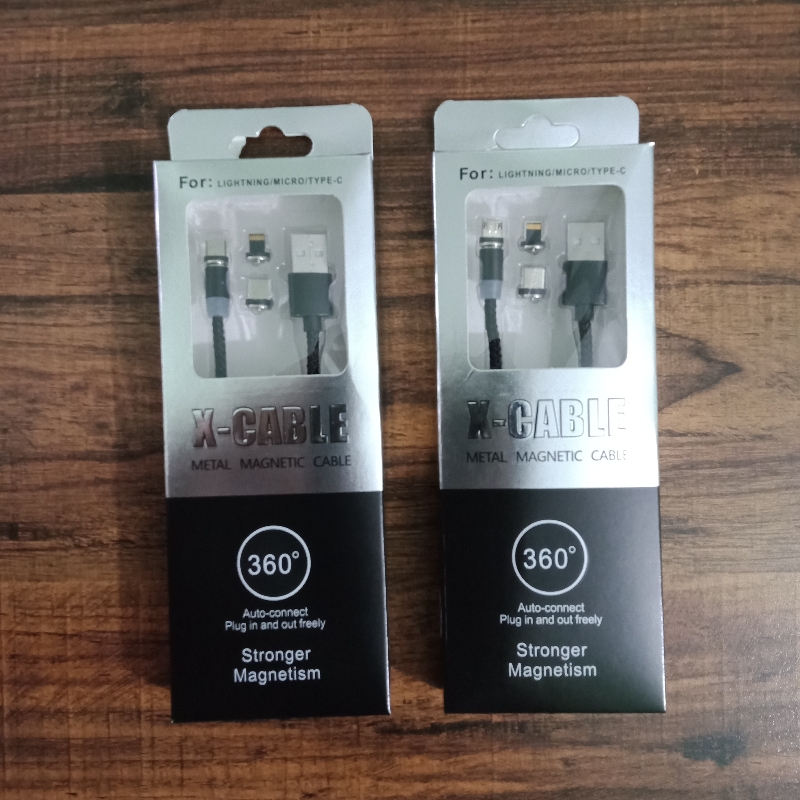 For: LIGHTNING/MICRO/TYPE-C
X-CABLE
METAL MAGNETIC CABLE
360°
Auto-connect
Plug in and out freely
Stronger
Magnetism
For: LIGHTNING/MICRO/TYPE-C
X-CABLE
METAL MAGNETIC CABLE
360°
Auto-connect
Plug in and out freely
Stronger
Magnetism